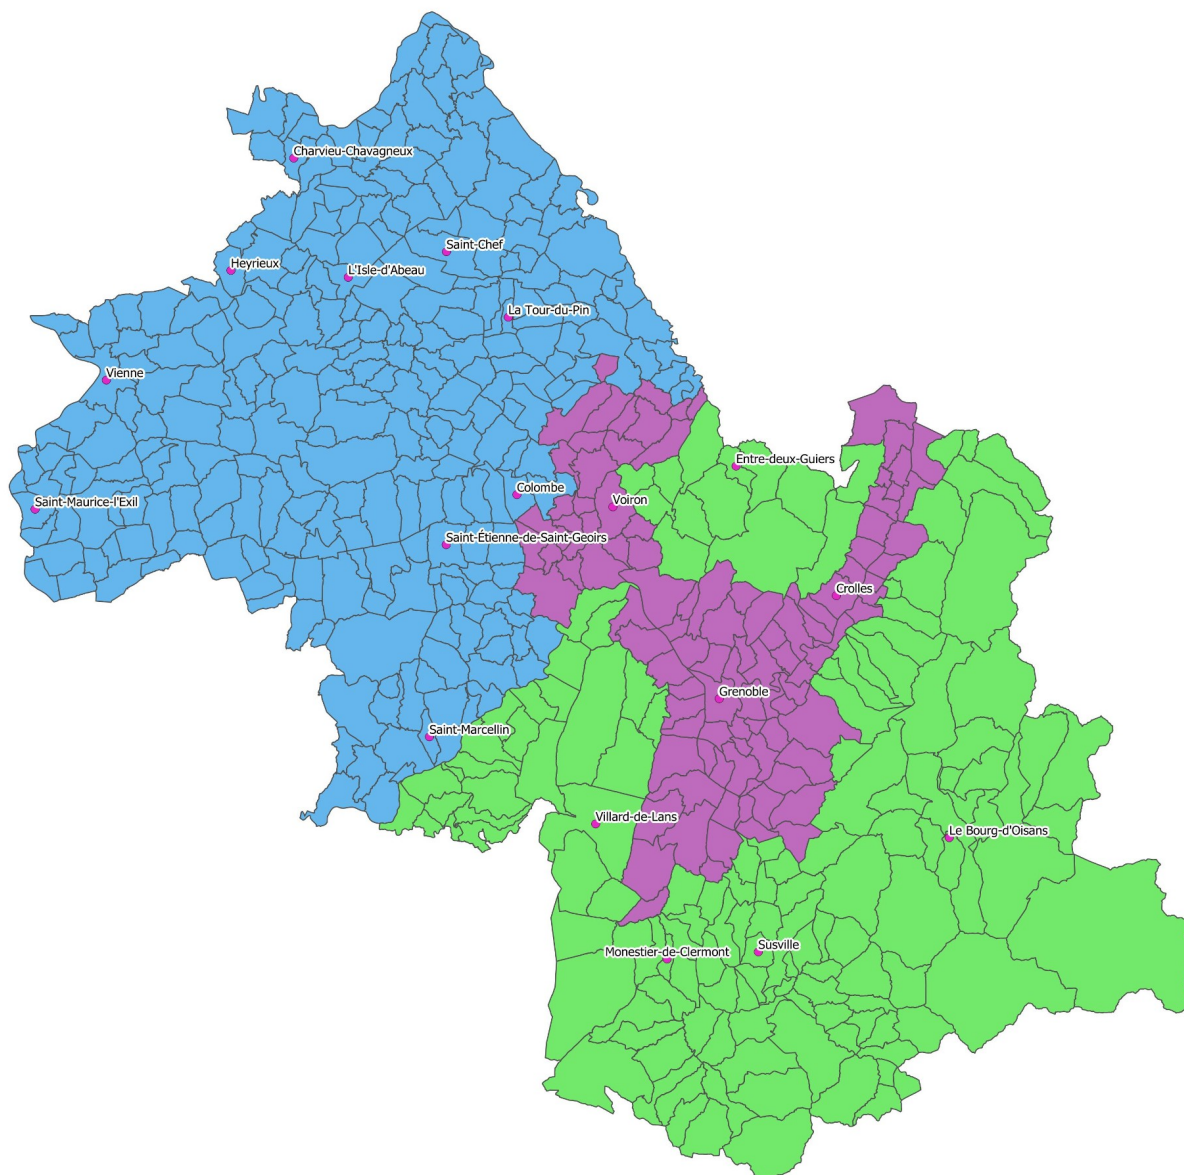 Charvieu-Chavagneux
Saint-Chef
Heyrieux
L'Isle-d'Abeau
La Tour-du-Pin
Vienne
Entre-deux-Guiers
Colombe
Saint-Maurice-l'Exil
Voiron
Saint-Étienne-de-Saint-Geoirs
Crolles
Grenoble
Saint-Marcellin
Villard-de-Lans
Le Bourg-d'Oisans
Susville
Monestier-de-Clermont